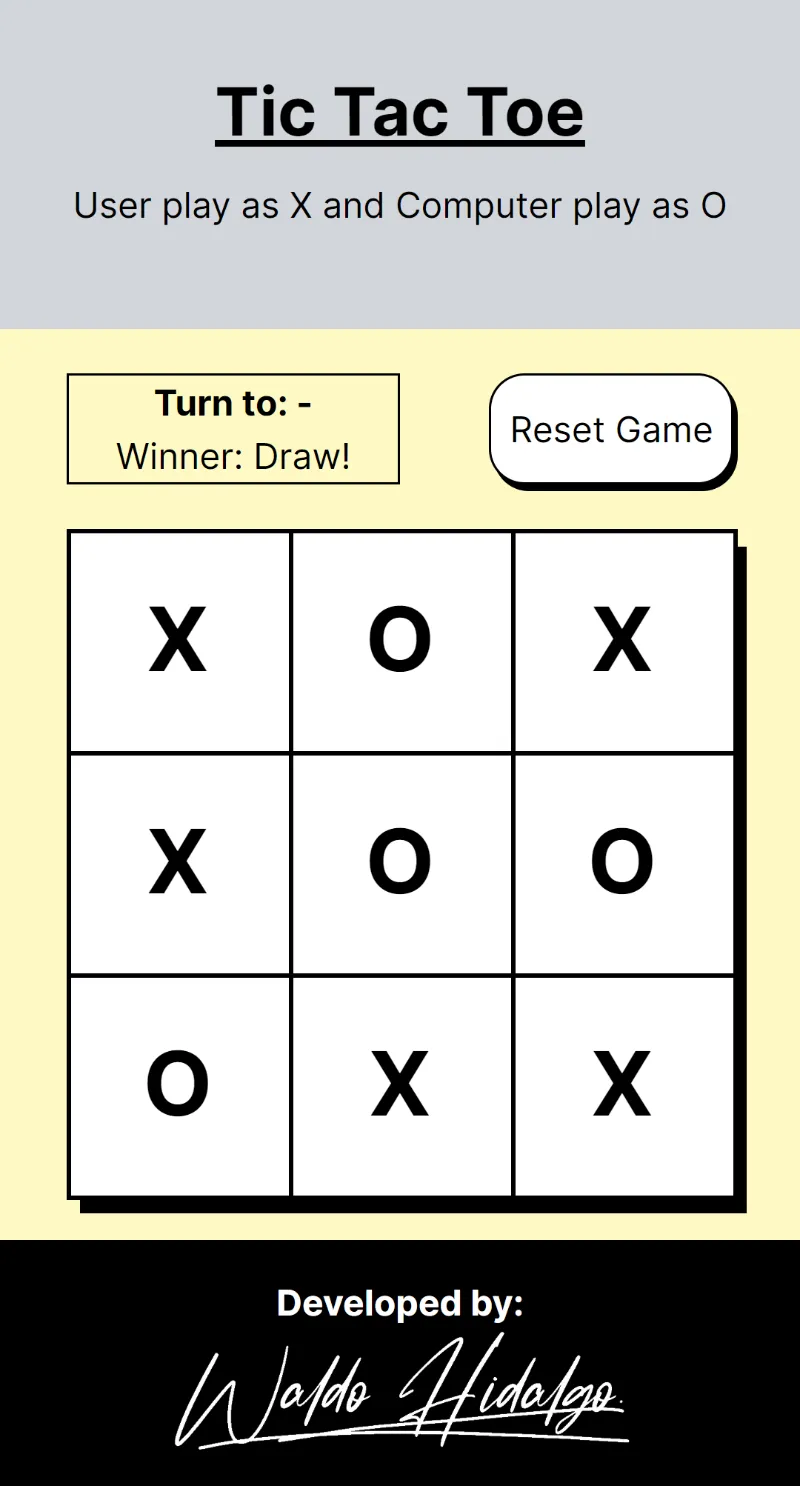 Tic Tac Toe
User play as X and Computer play as O
Turn to: -
Winner: Draw!
Reset Game
X O X
X O O
O X X
Developed by:
Waldo Hidalgo.